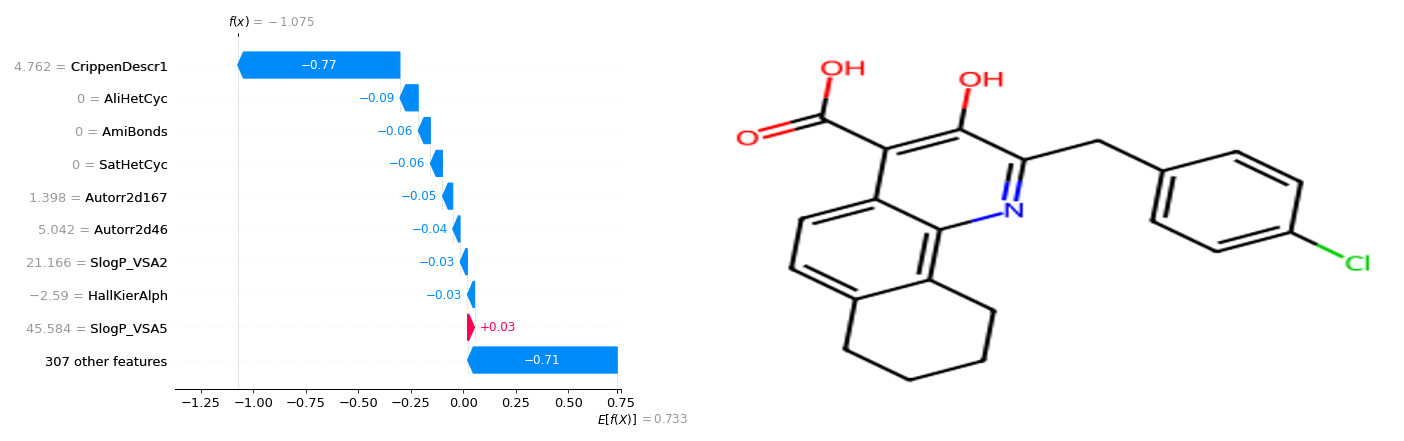 f(x) = −1.075
4.762 = CrippenDescr1
−0.77
0 = AliHetCyc
−0.09
0 = AmiBonds
−0.06
0 = SatHetCyc
−0.06
1.398 = Autorr2d167
−0.05
5.042 = Autorr2d46
−0.04
21.166 = SlogP_VSA2
−0.03
−2.59 = HallKierAlph
−0.03
45.584 = SlogP_VSA5
+0.03
307 other features
−0.71
−1.25 −1.00 −0.75 −0.50 −0.25 0.00 0.25 0.50 0.75
E[f(X)] = 0.733
OH
OH
O
N
Cl